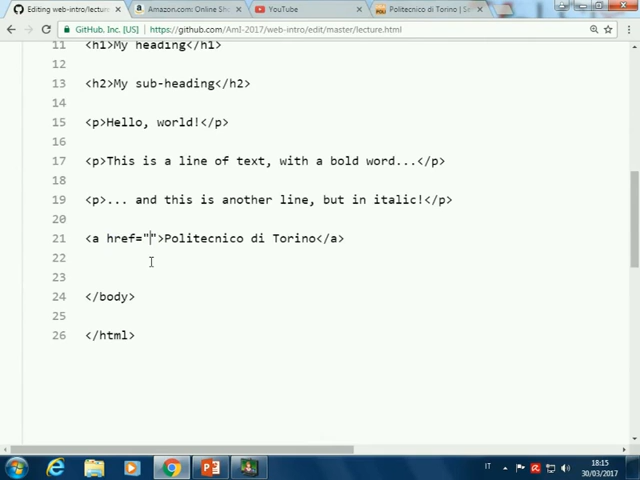 Editing web-intro/lectur
Amazon.com: Online Sho
YouTube
Politecnico di Torino | Se
GitHub, Inc. [US]
https://github.com/AmI-2017/web-intro/edit/master/lecture.html
11 <h1>My heading</h1>
12
13 <h2>My sub-heading</h2>
14
15 <p>Hello, world!</p>
16
17 <p>This is a line of text, with a bold word...</p>
18
19 <p>... and this is another line, but in italic!</p>
20
21 <a href="">Politecnico di Torino</a>
22
23
24 </body>
25
26 </html>
IT
18:15
30/03/2017